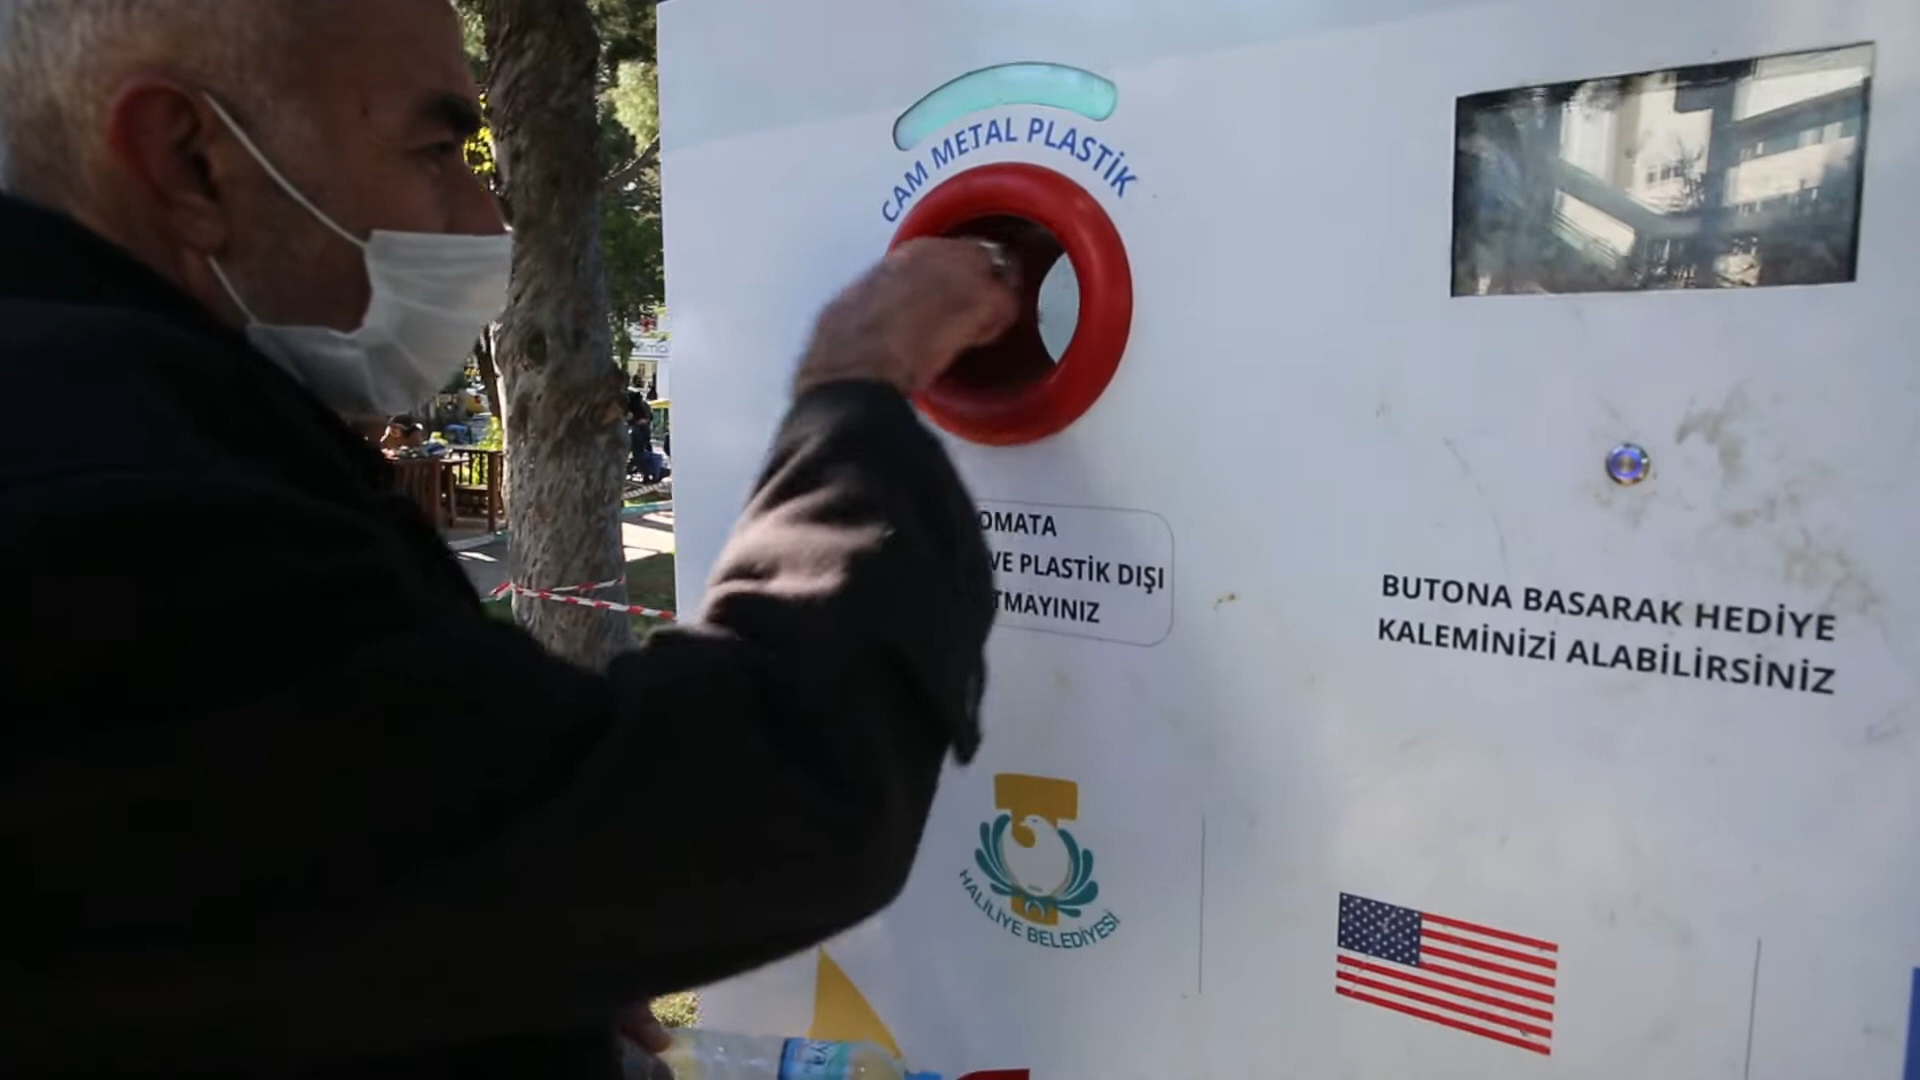 CAM METAL PLASTİK
OMATA
VE PLASTİK DIŞI
TMAYINIZ
BUTONA BASARAK HEDİYE
KALEMİNİZİ ALABİLİRSİNİZ
HALİLİYE BELEDİYESİ